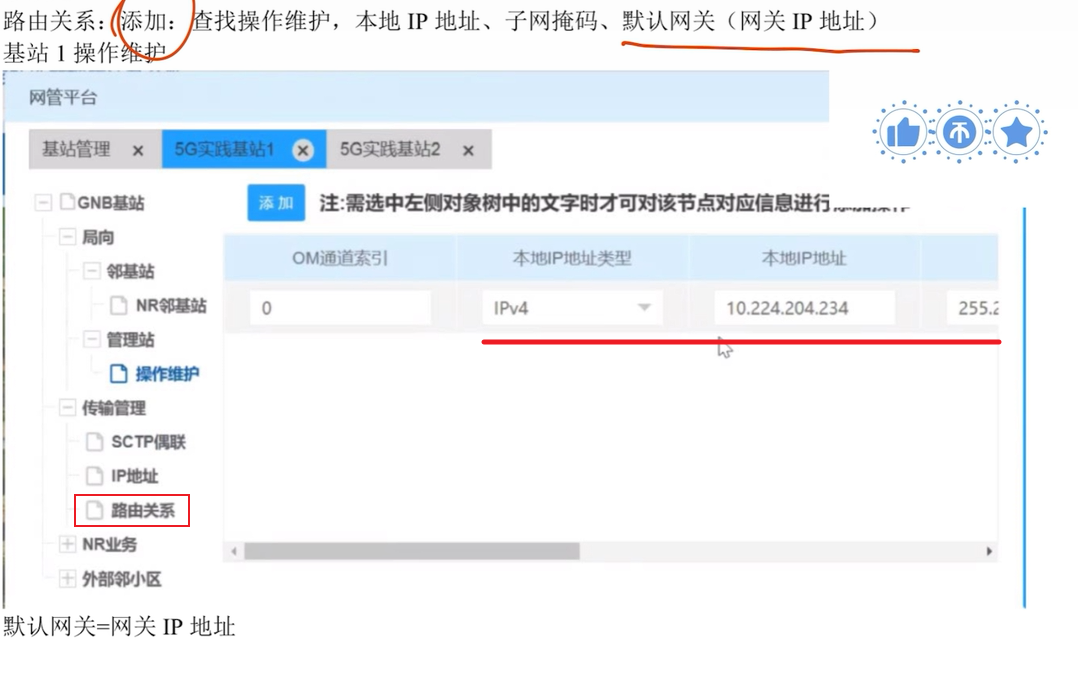 路由关系：添加：查找操作维护，本地 IP 地址、子网掩码、默认网关（网关 IP 地址）
基站 1 操作维护
网管平台
基站管理 × 5G实践基站1 × 5G实践基站2 ×
GNB基站
添加 注:需选中左侧对象树中的文字时才可对该节点对应信息进行
局向
OM通道索引 本地IP地址类型 本地IP地址
邻基站
NR邻基站
0 IPv4 10.224.204.234 255.2
管理站
操作维护
传输管理
SCTP偶联
IP地址
路由关系
NR业务
外部邻小区
默认网关=网关 IP 地址